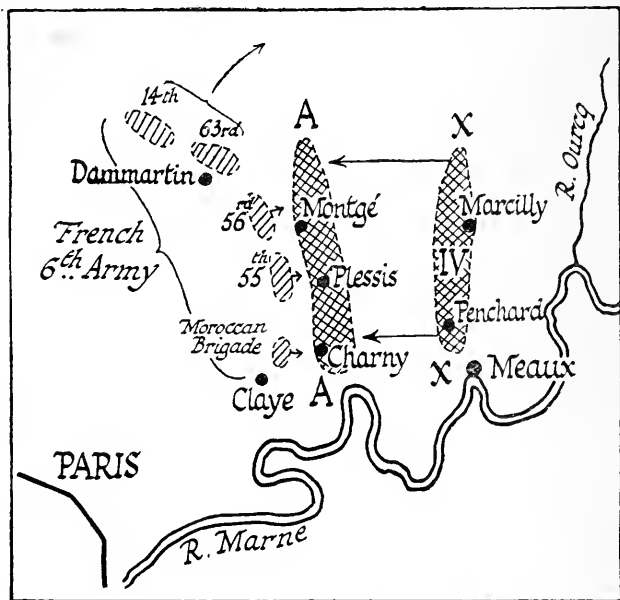 14th
63rd
A
X
Dammartin
R. Ourcq
French
6th. Army
56rd
Montgé
Marcilly
55th
Plessis
IV
Penchard
Moroccan
Brigade
Charny
X
Meaux
Claye
A
PARIS
R. Marne